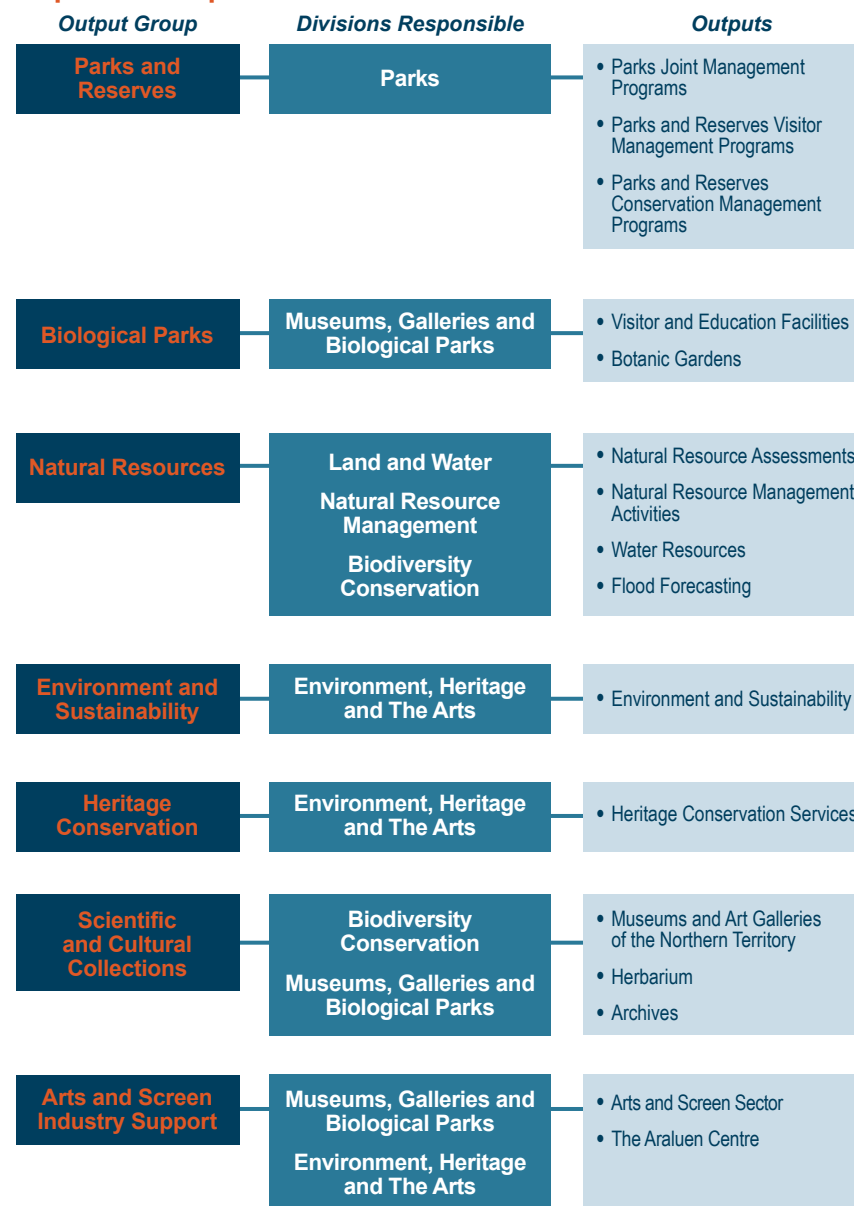 Output Group Divisions Responsible Outputs
Parks and
Reserves
Parks
• Parks Joint Management
Programs
• Parks and Reserves Visitor
Management Programs
• Parks and Reserves
Conservation Management
Programs
Biological Parks
Museums, Galleries and
Biological Parks
• Visitor and Education Facilities
• Botanic Gardens
Natural Resources
Land and Water
Natural Resource
Management
Biodiversity
Conservation
• Natural Resource Assessments
• Natural Resource Management
Activities
• Water Resources
• Flood Forecasting
Environment and
Sustainability
Environment, Heritage
and The Arts
• Environment and Sustainability
Heritage
Conservation
Environment, Heritage
and The Arts
• Heritage Conservation Services
Scientific
and Cultural
Collections
Biodiversity
Conservation
Museums, Galleries and
Biological Parks
• Museums and Art Galleries
of the Northern Territory
• Herbarium
• Archives
Arts and Screen
Industry Support
Museums, Galleries and
Biological Parks
Environment, Heritage
and The Arts
• Arts and Screen Sector
• The Araluen Centre